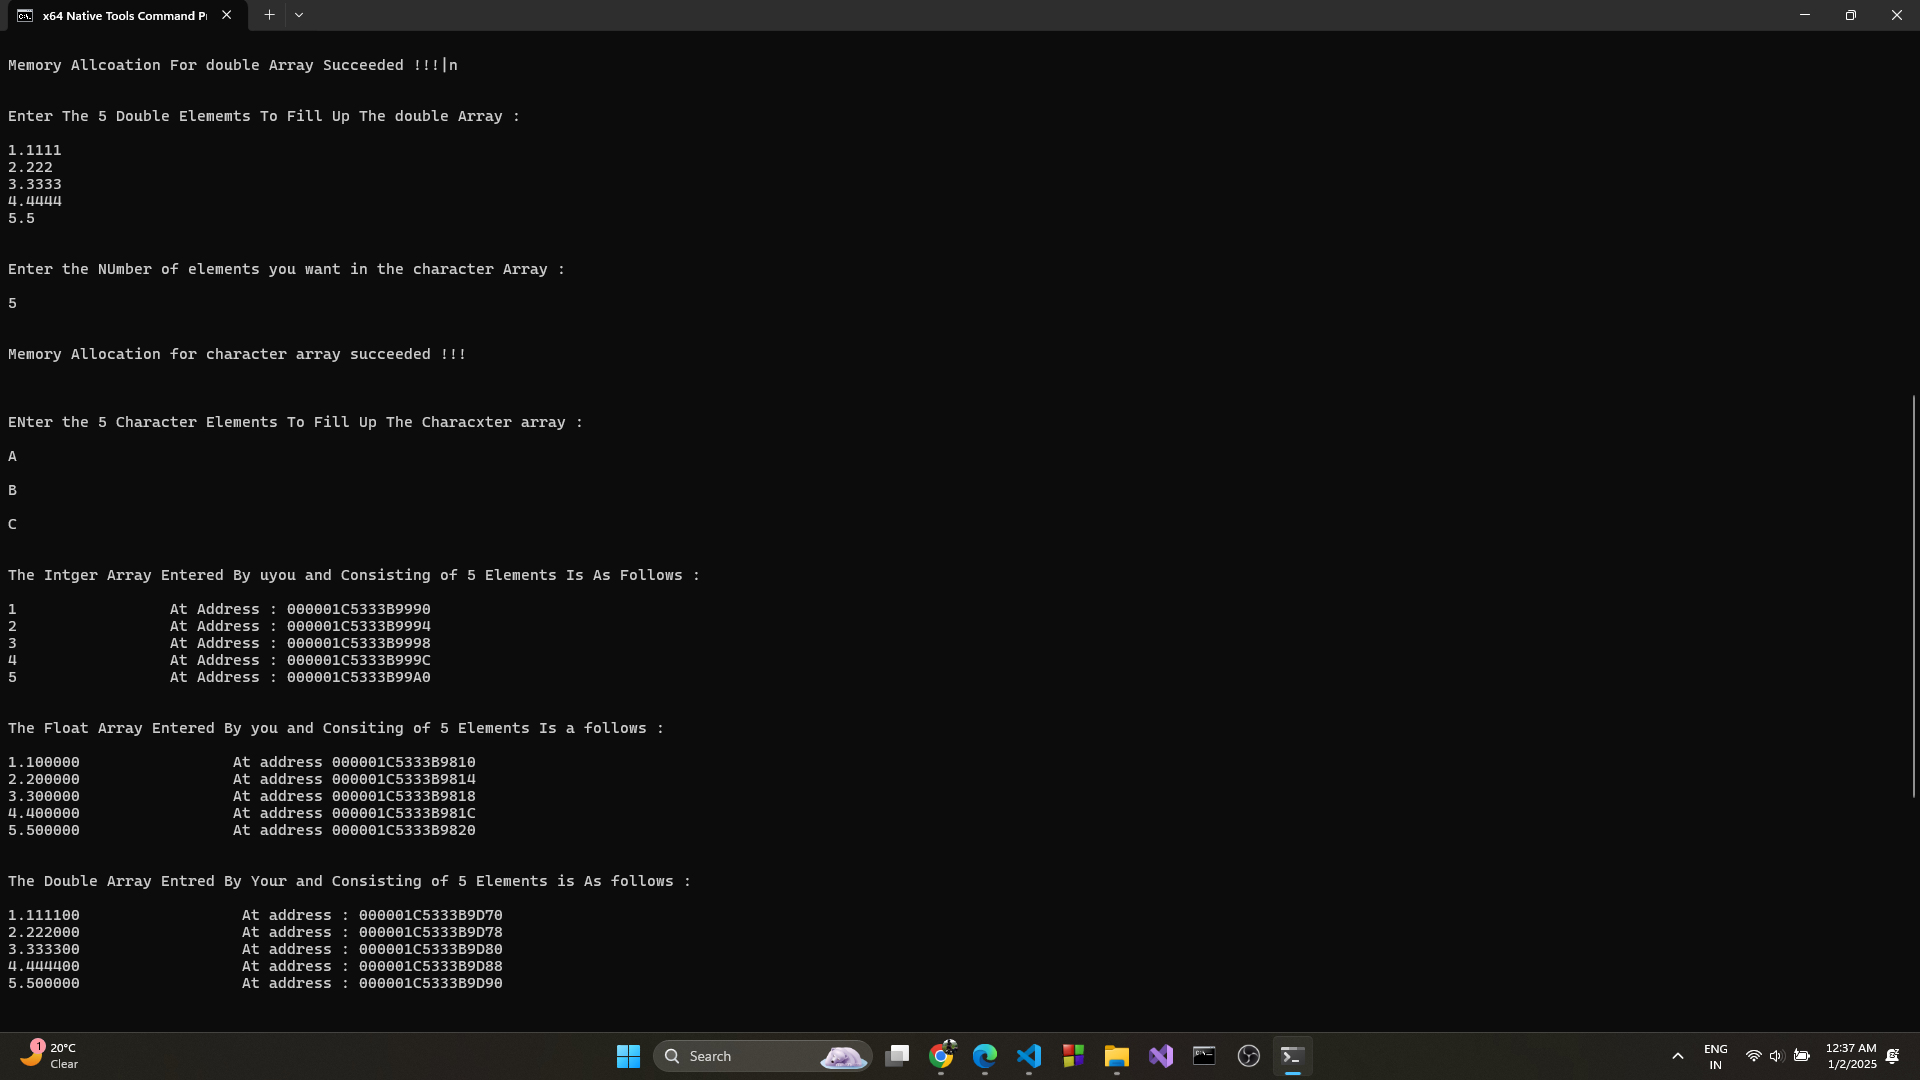 x64 Native Tools Command P
Memory Allcoation For double Array Succeeded !!!|n
Enter The 5 Double Elememts To Fill Up The double Array :
1.1111
2.222
3.3333
4.4444
5.5
Enter the NUmber of elements you want in the character Array :
5
Memory Allocation for character array succeeded !!!
ENter the 5 Character Elements To Fill Up The Characxter array :
A
B
C
The Intger Array Entered By uyou and Consisting of 5 Elements Is As Follows :
1 At Address : 000001C5333B9990
2 At Address : 000001C5333B9994
3 At Address : 000001C5333B9998
4 At Address : 000001C5333B999C
5 At Address : 000001C5333B99A0
The Float Array Entered By you and Consiting of 5 Elements Is a follows :
1.100000 At address 000001C5333B9810
2.200000 At address 000001C5333B9814
3.300000 At address 000001C5333B9818
4.400000 At address 000001C5333B981C
5.500000 At address 000001C5333B9820
The Double Array Entred By Your and Consisting of 5 Elements is As follows :
1.111100 At address : 000001C5333B9D70
2.222000 At address : 000001C5333B9D78
3.333300 At address : 000001C5333B9D80
4.444400 At address : 000001C5333B9D88
5.500000 At address : 000001C5333B9D90
1
20°C
Clear
Search
ENG
IN
12:37 AM
1/2/2025